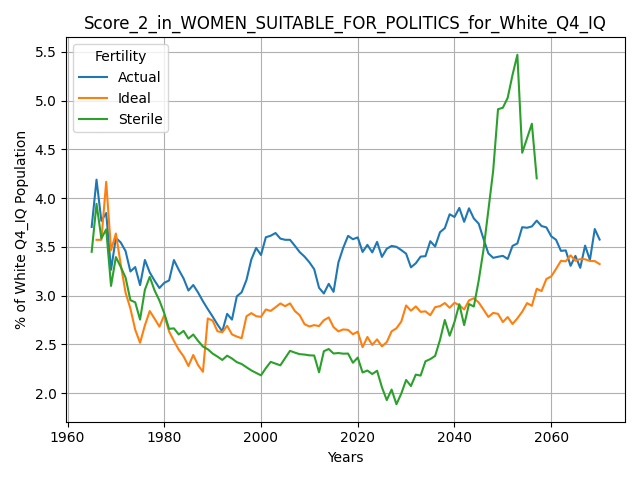 Score_2_in_WOMEN_SUITABLE_FOR_POLITICS_for_White_Q4_IQ
Fertility
Actual
Ideal
Sterile
% of White Q4_IQ Population
5.5
5.0
4.5
4.0
3.5
3.0
2.5
2.0
1960 1980 2000 2020 2040 2060
Years